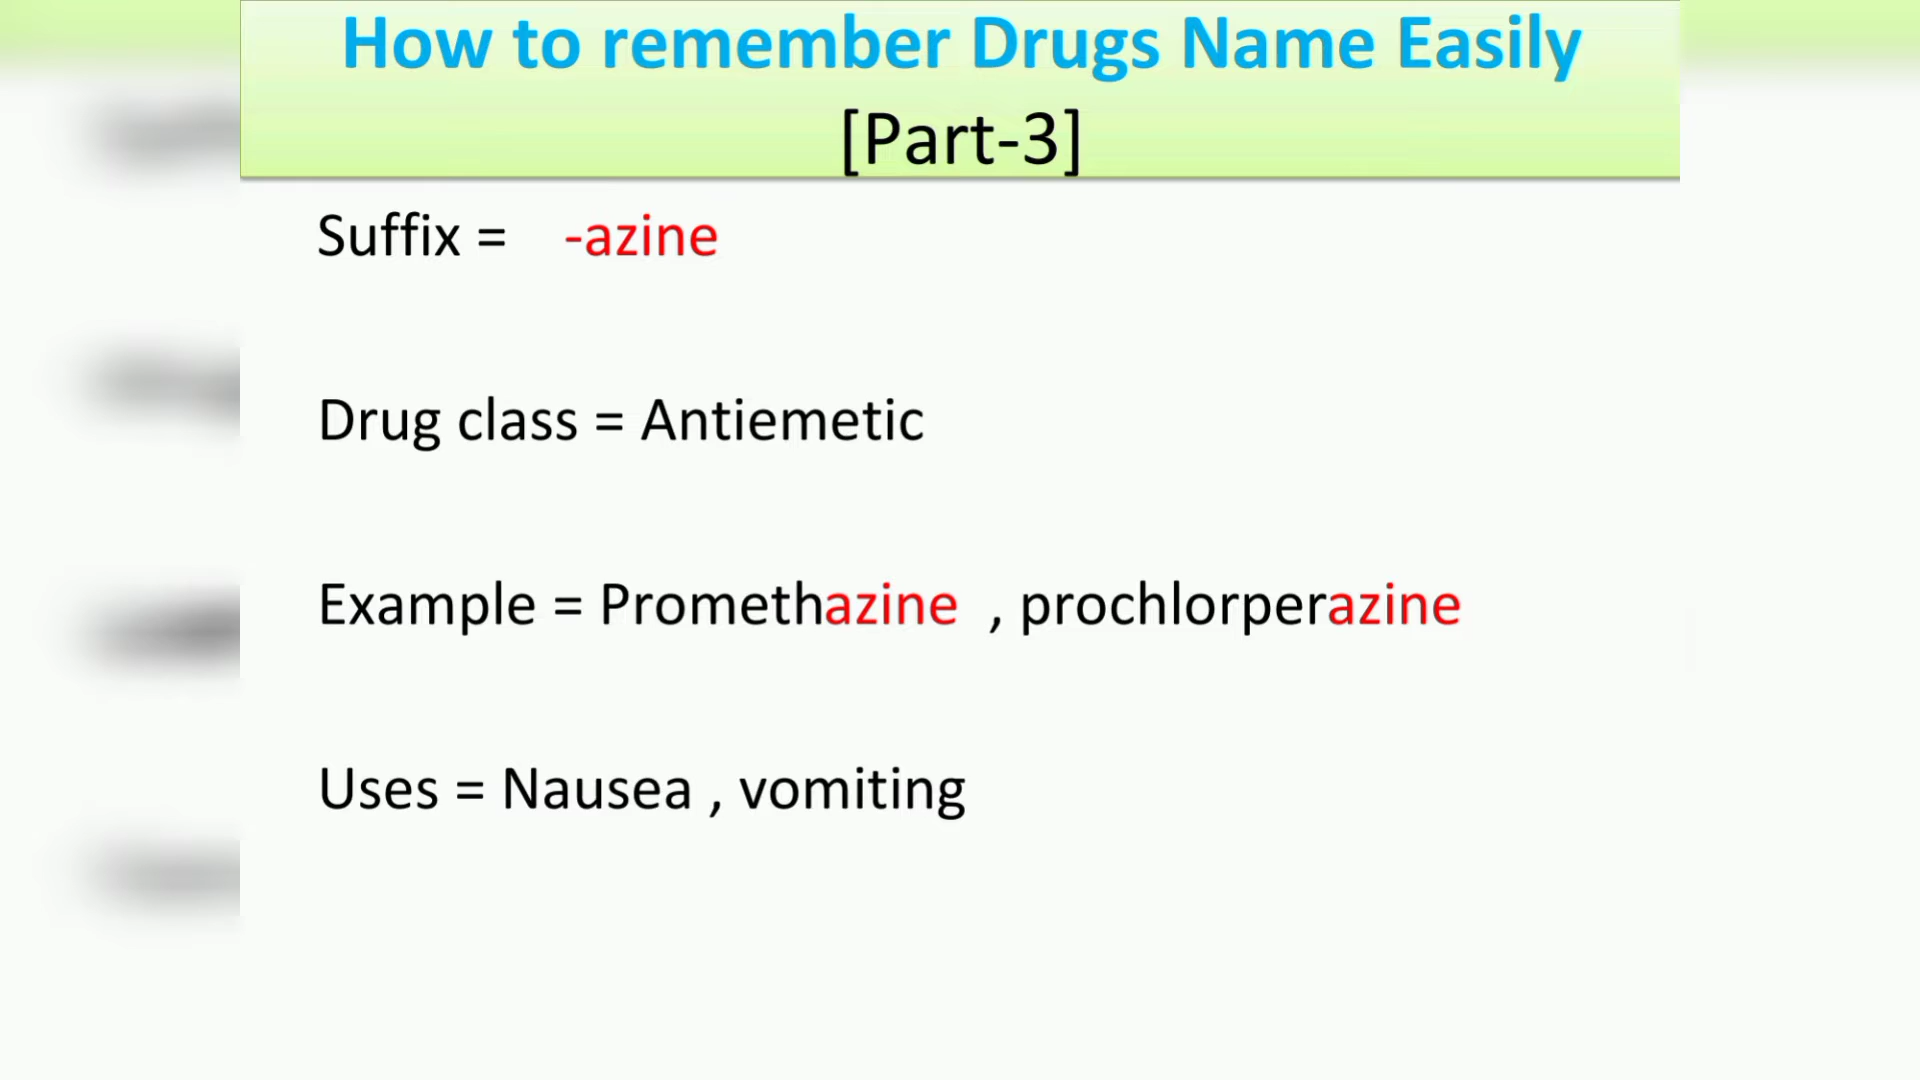 How to remember Drugs Name Easily
[Part-3]
Suffix = -azine
Drug class = Antiemetic
Example = Promethazine , prochlorperazine
Uses = Nausea , vomiting